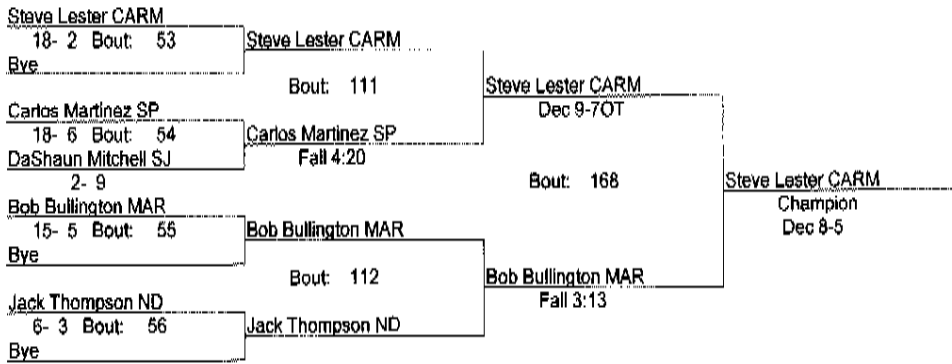 Steve Lester CARM
18- 2 Bout: 53
Bye
Steve Lester CARM
Bout: 111
Carlos Martinez SP
18- 6 Bout: 54
DaShaun Mitchell SJ
2- 9
Carlos Martinez SP
Fall 4:20
Steve Lester CARM
Dec 9-7OT
Bout: 168
Bob Bullington MAR
15- 5 Bout: 55
Bye
Bob Bullington MAR
Bout: 112
Jack Thompson ND
6- 3 Bout: 56
Bye
Jack Thompson ND
Bob Bullington MAR
Fall 3:13
Steve Lester CARM
Champion
Dec 8-5